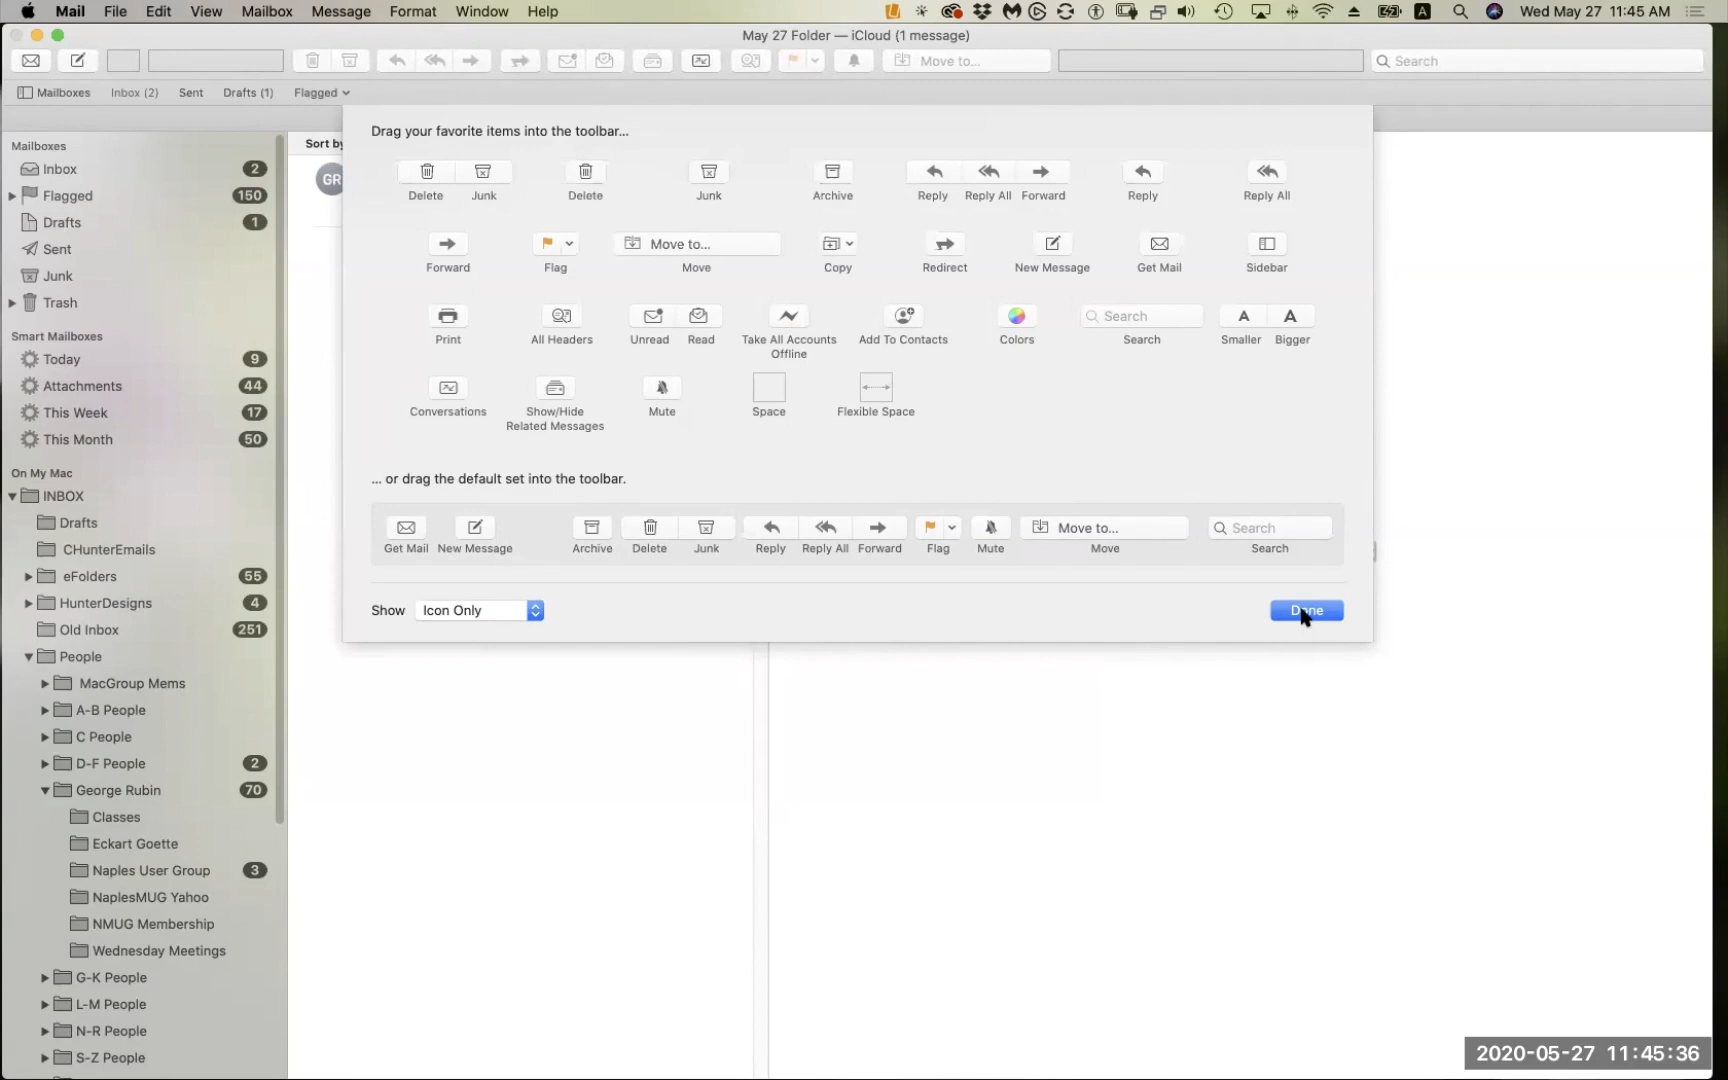 Mail File Edit View Mailbox Message Format Window Help A Wed May 27 11:45 AM
May 27 Folder — iCloud (1 message)
Move to... Search
Mailboxes Inbox (2) Sent Drafts (1) Flagged
Drag your favorite items into the toolbar...
Mailboxes
Sort by
Inbox 2
GR
Flagged 150
Drafts 1
Sent
Junk
Trash
Smart Mailboxes
Today 9
Attachments 44
This Week 17
This Month 50
On My Mac
INBOX
Drafts
CHunterEmails
eFolders 55
HunterDesigns 4
Old Inbox 251
People
MacGroup Mems
A-B People
C People
D-F People 2
George Rubin 70
Classes
Eckart Goette
Naples User Group 3
NaplesMUG Yahoo
NMUG Membership
Wednesday Meetings
G-K People
L-M People
N-R People
S-Z People
Delete Junk Delete Junk Archive Reply Reply All Forward Reply Reply All
Move to...
Forward Flag Move Copy Redirect New Message Get Mail Sidebar
Search A A
Print All Headers Unread Read Take All Accounts Offline Add To Contacts Colors Search Smaller Bigger
Conversations Show/Hide Related Messages Mute Space Flexible Space
... or drag the default set into the toolbar.
Move to... Search
Get Mail New Message Archive Delete Junk Reply Reply All Forward Flag Mute Move Search
Show Icon Only Done
2020-05-27 11:45:36